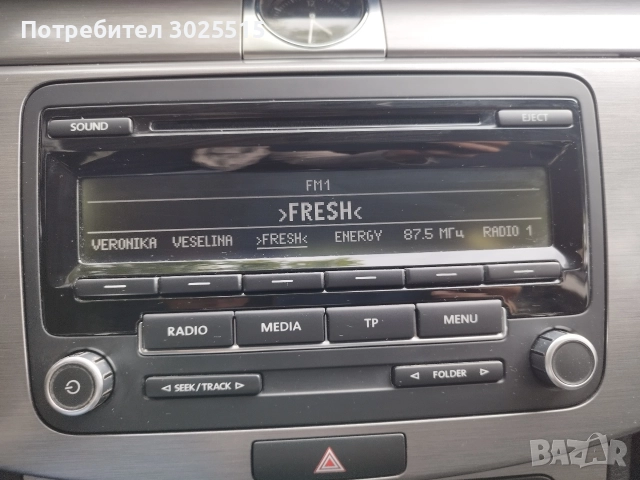 Потребител 3025515
SOUND
EJECT
FM1
>FRESH<
VERONIKA VESELINA >FRESH< ENERGY 87.5 МГц RADIO 1
RADIO MEDIA TP MENU
◁ SEEK/TRACK ▷
◁ FOLDER ▷
BAZAR